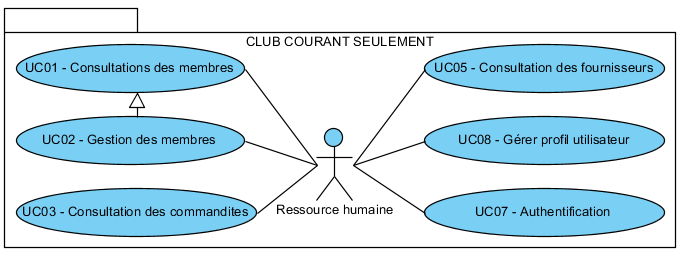 CLUB COURANT SEULEMENT
UC01 - Consultations des membres
UC05 - Consultation des fournisseurs
UC02 - Gestion des membres
UC08 - Gérer profil utilisateur
UC03 - Consultation des commandites
Ressource humaine
UC07 - Authentification